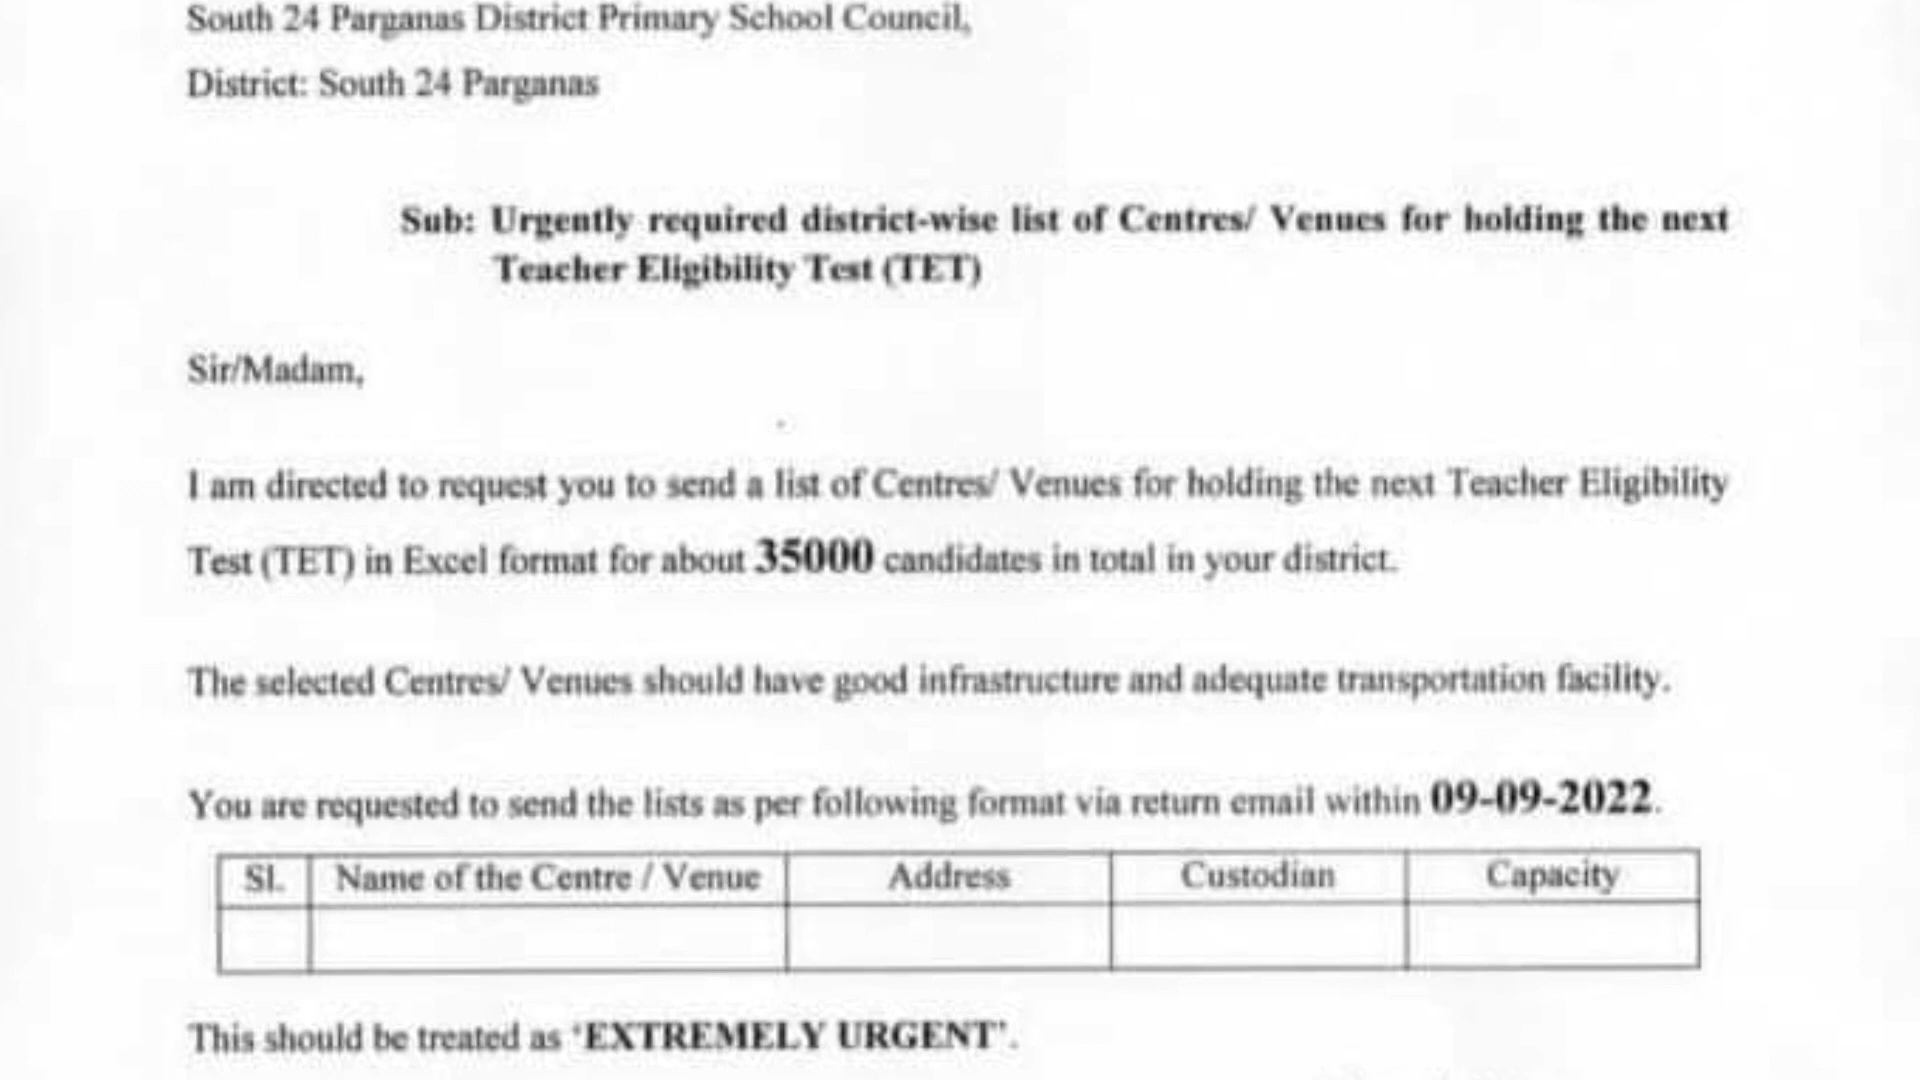 South 24 Parganas District Primary School Council,
District: South 24 Parganas
Sub: Urgently required district-wise list of Centres/ Venues for holding the next
Teacher Eligibility Test (TET)
Sir/Madam,
I am directed to request you to send a list of Centres/ Venues for holding the next Teacher Eligibility
Test (TET) in Excel format for about 35000 candidates in total in your district.
The selected Centres/ Venues should have good infrastructure and adequate transportation facility.
You are requested to send the lists as per following format via return email within 09-09-2022.
Sl. Name of the Centre / Venue Address Custodian Capacity
This should be treated as 'EXTREMELY URGENT'.